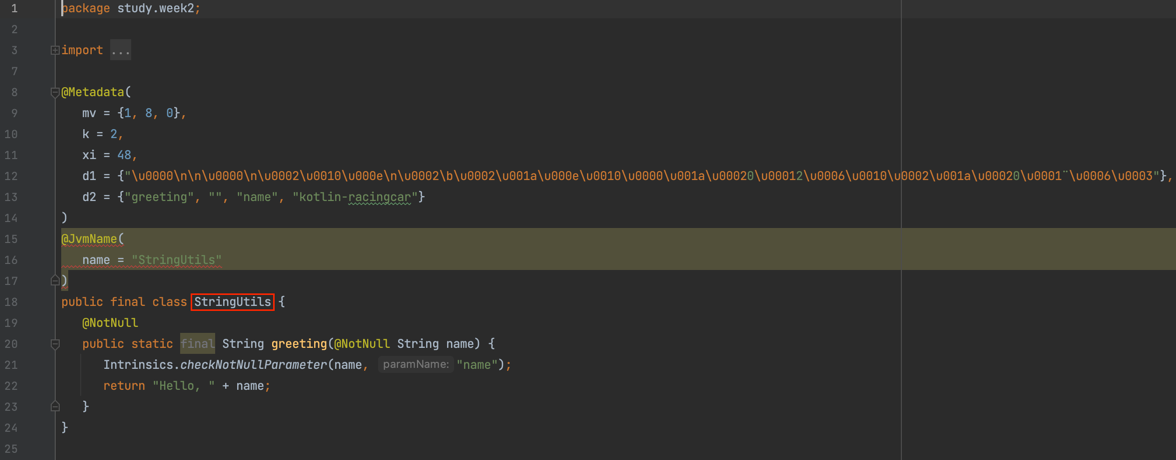 1 package study.week2;
2
3 import ...
7
8 @Metadata(
9 mv = {1, 8, 0},
10 k = 2,
11 xi = 48,
12 d1 = {"\u0000\n\n\u0000\n\u0002\u0010\u000e\n\u0002\b\u0002\u001a\u000e\u0010\u0000\u001a\u00020\u00012\u0006\u0010\u0002\u001a\u00020\u0001¨\u0006\u0003"},
13 d2 = {"greeting", "", "name", "kotlin-racingcar"}
14 )
15 @JvmName(
16 name = "StringUtils"
17 )
18 public final class StringUtils {
19 @NotNull
20 public static final String greeting(@NotNull String name) {
21 Intrinsics.checkNotNullParameter(name, paramName: "name");
22 return "Hello, " + name;
23 }
24 }
25